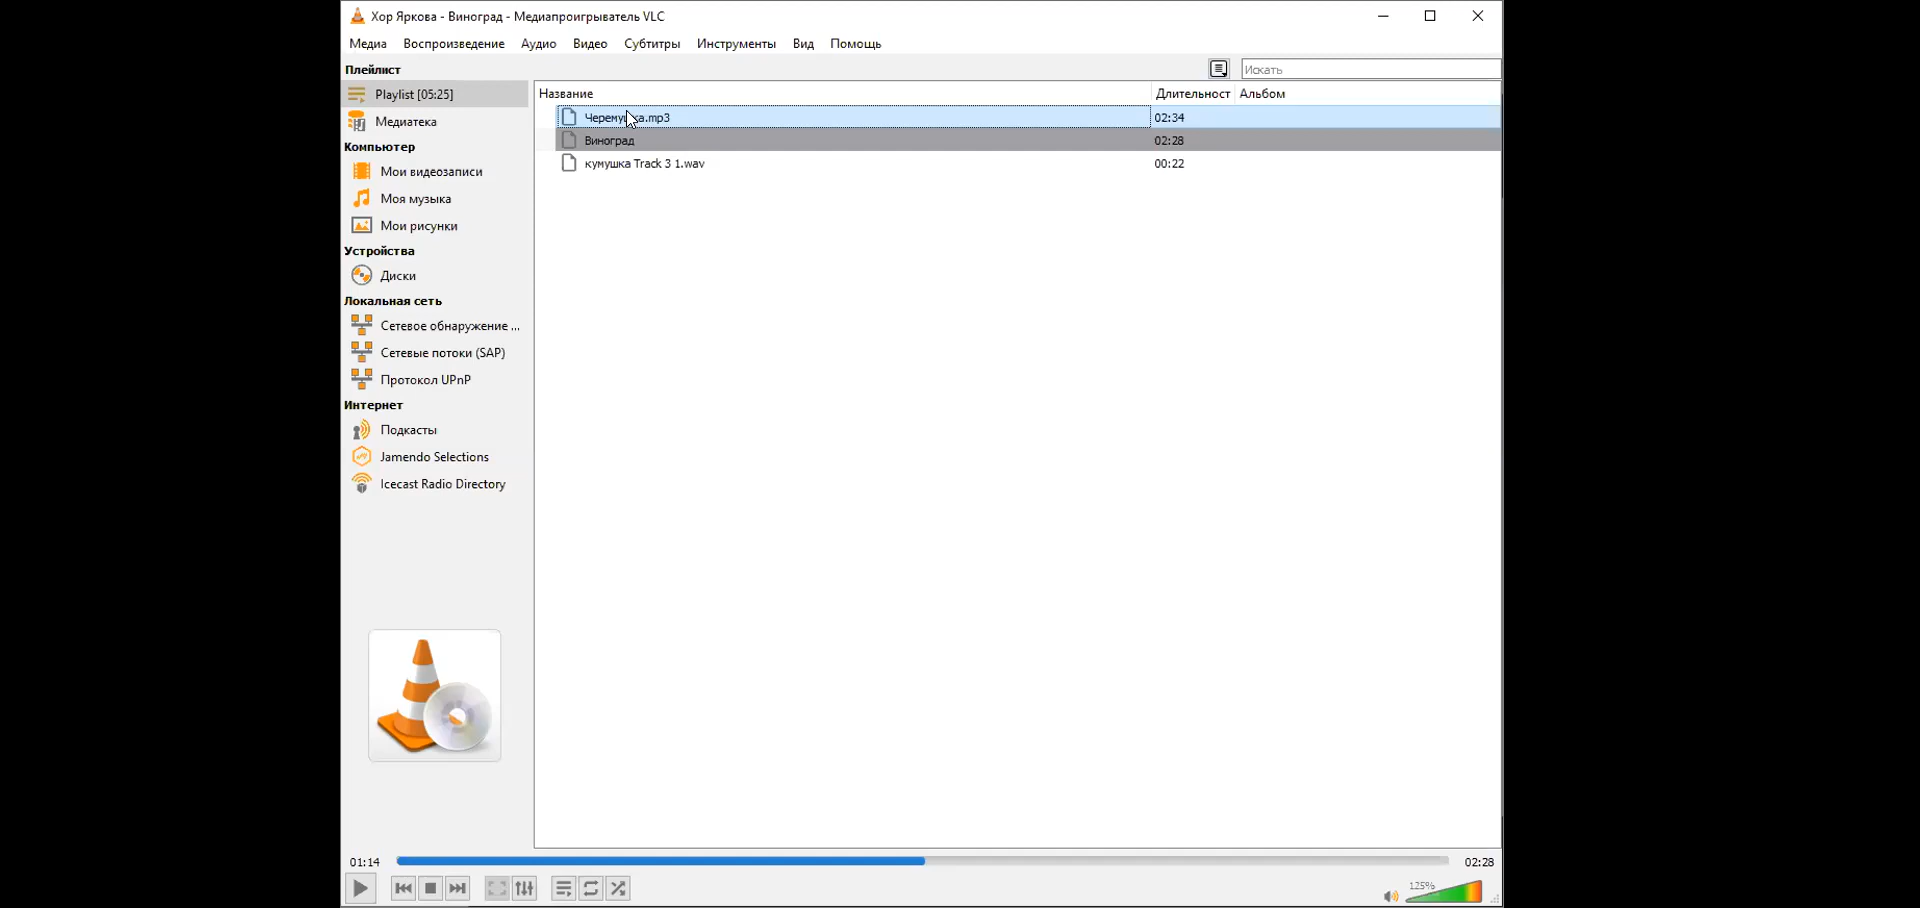 Хор Яркова - Виноград - Медиапроигрыватель VLC
Медиа Воспроизведение Аудио Видео Субтитры Инструменты Вид Помощь
Плейлист
Искать
Playlist [05:25]
Медиатека
Компьютер
Мои видеозаписи
Моя музыка
Мои рисунки
Устройства
Диски
Локальная сеть
Сетевое обнаружение ...
Сетевые потоки (SAP)
Протокол UPnP
Интернет
Подкасты
Jamendo Selections
Icecast Radio Directory
Название Длительност Альбом
Черемушка.mp3 02:34
Виноград 02:28
кумушка Track 3 1.wav 00:22
01:14 02:28
125%